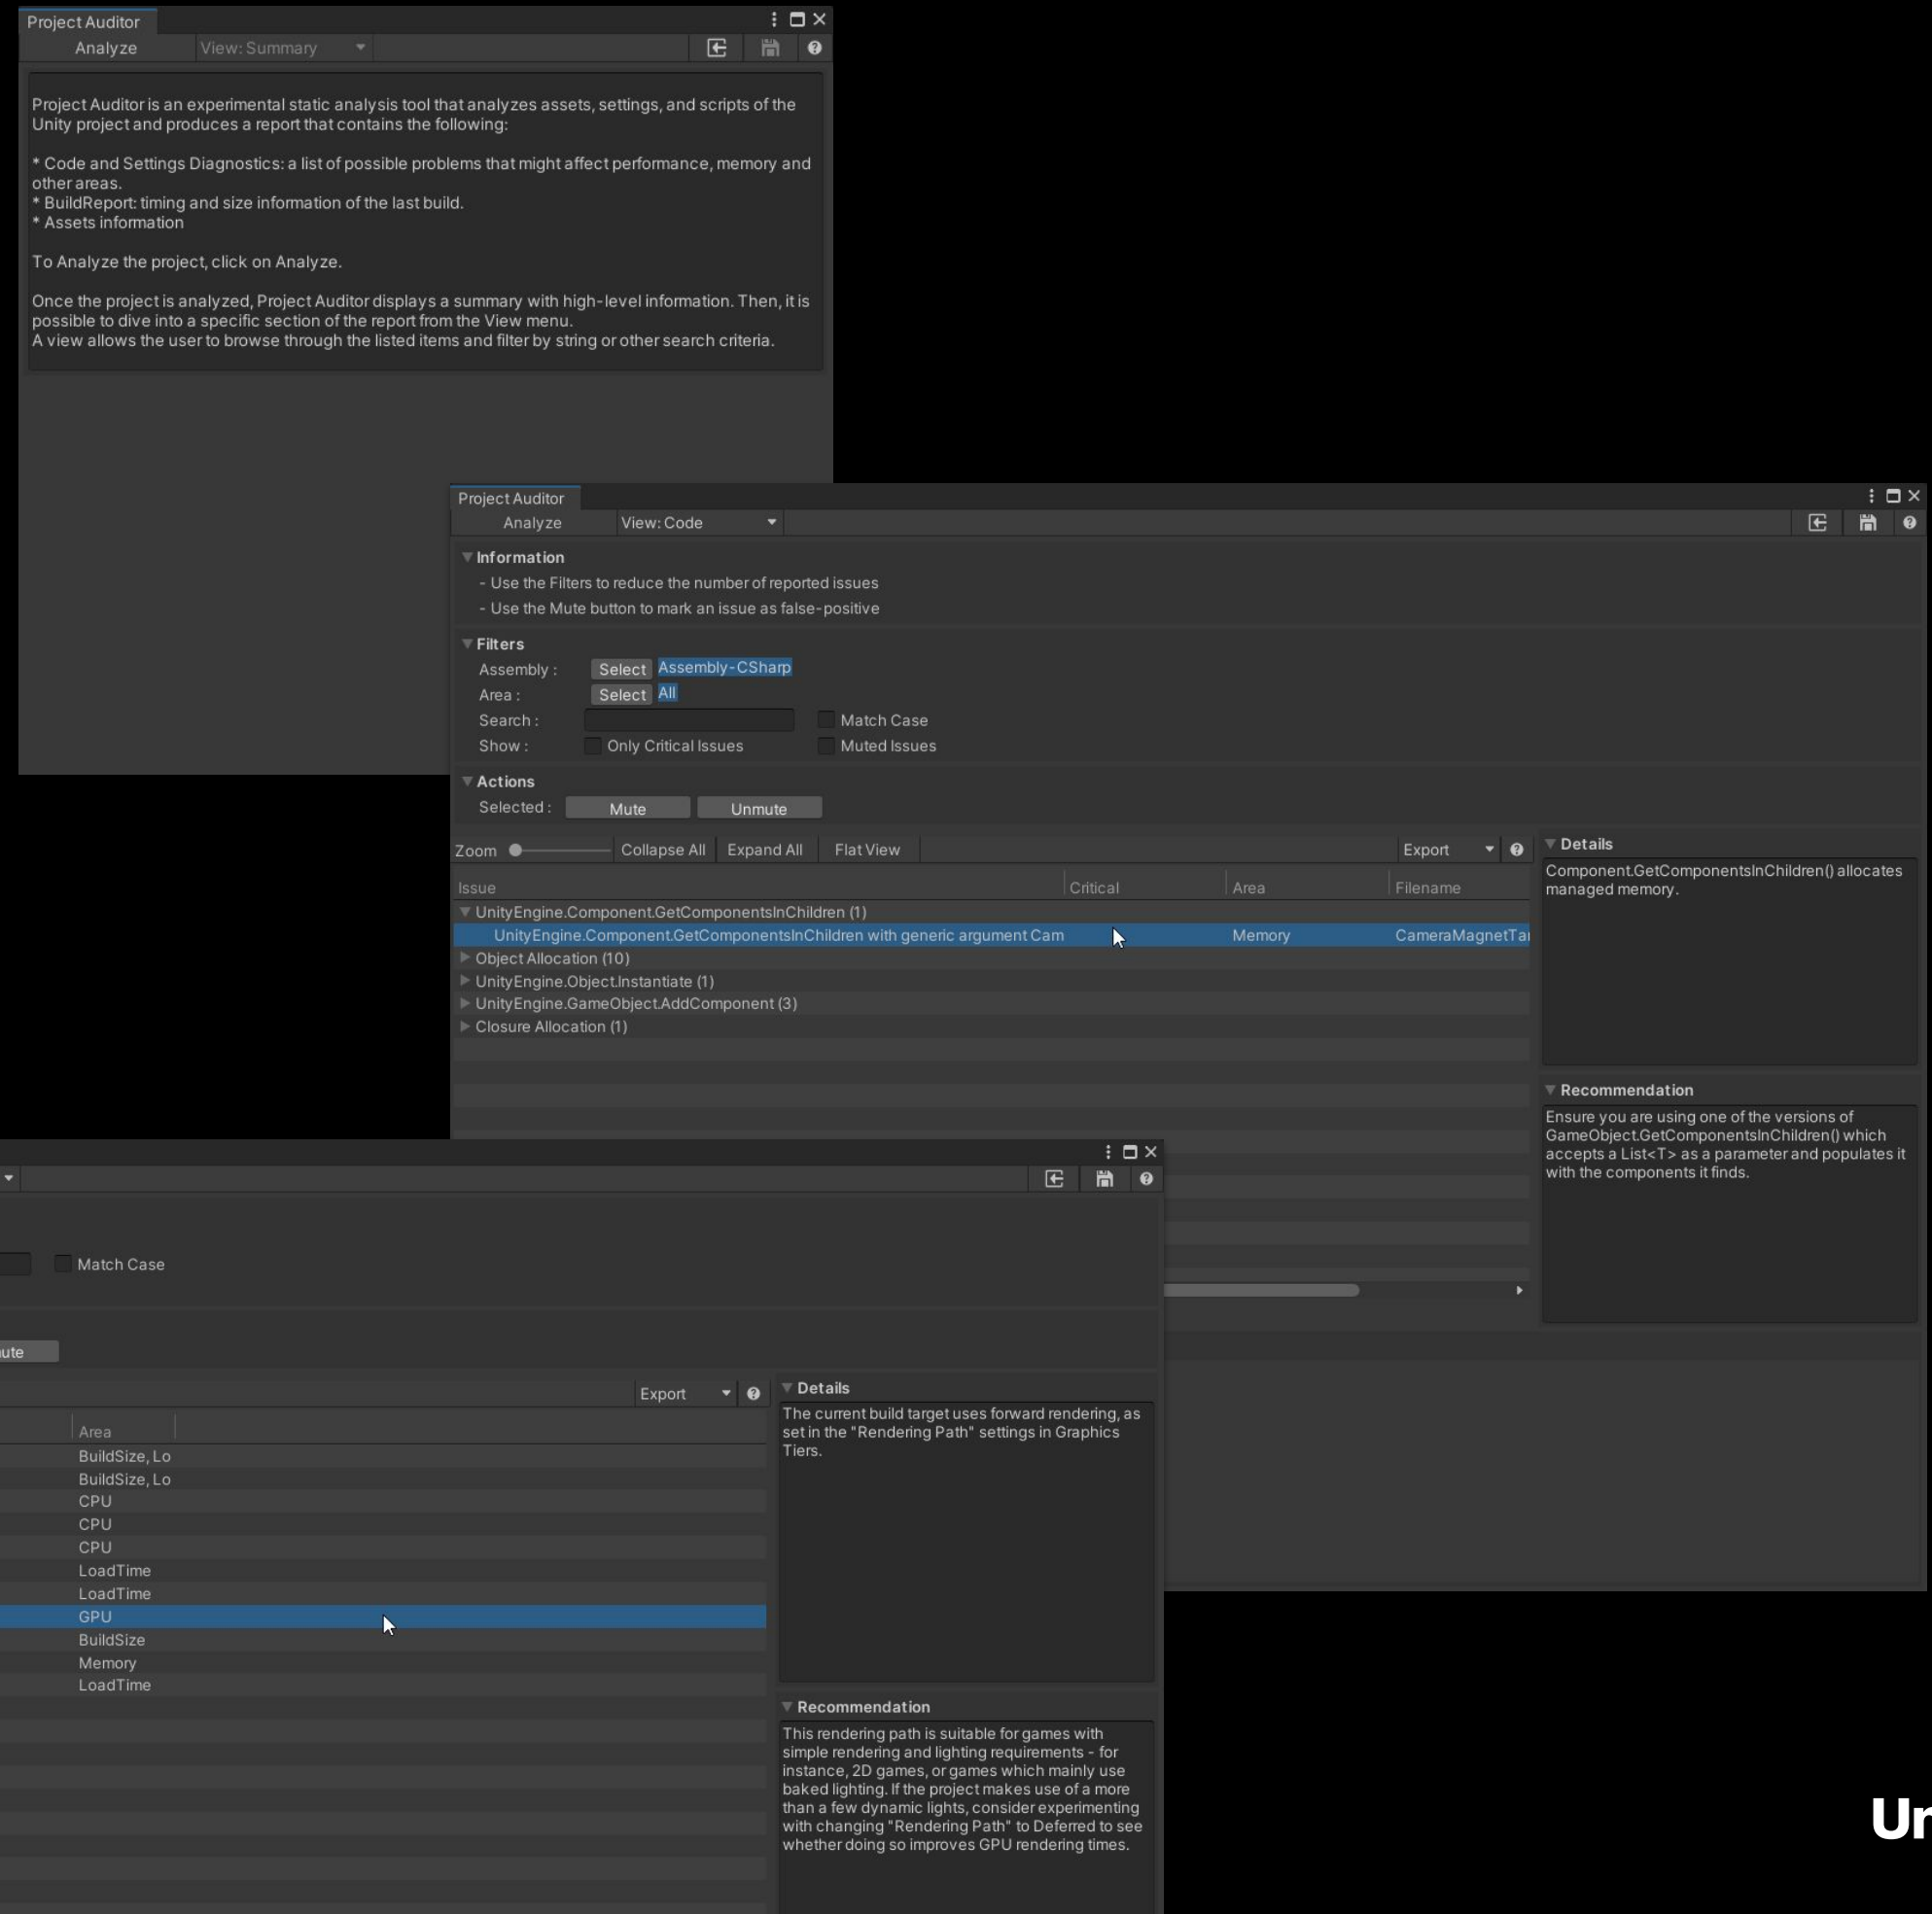 Project Auditor
Analyze
View: Summary
Project Auditor is an experimental static analysis tool that analyzes assets, settings, and scripts of the
Unity project and produces a report that contains the following:
* Code and Settings Diagnostics: a list of possible problems that might affect performance, memory and
other areas.
* BuildReport: timing and size information of the last build.
* Assets information
To Analyze the project, click on Analyze.
Once the project is analyzed, Project Auditor displays a summary with high-level information. Then, it is
possible to dive into a specific section of the report from the View menu.
A view allows the user to browse through the listed items and filter by string or other search criteria.
Project Auditor
Analyze
View: Code
Information
- Use the Filters to reduce the number of reported issues
- Use the Mute button to mark an issue as false-positive
Filters
Assembly : Select Assembly-CSharp
Area : Select All
Search : Match Case
Show : Only Critical Issues Muted Issues
Actions
Selected : Mute Unmute
Zoom Collapse All Expand All Flat View Export
Issue Critical Area Filename
UnityEngine.Component.GetComponentsInChildren (1)
UnityEngine.Component.GetComponentsInChildren with generic argument Cam Memory CameraMagnetTar
Object Allocation (10)
UnityEngine.Object.Instantiate (1)
UnityEngine.GameObject.AddComponent (3)
Closure Allocation (1)
Details
Component.GetComponentsInChildren() allocates
managed memory.
Recommendation
Ensure you are using one of the versions of
GameObject.GetComponentsInChildren() which
accepts a List<T> as a parameter and populates it
with the components it finds.
Match Case
ute
Export
Area
BuildSize, Lo
BuildSize, Lo
CPU
CPU
CPU
LoadTime
LoadTime
GPU
BuildSize
Memory
LoadTime
Details
The current build target uses forward rendering, as
set in the "Rendering Path" settings in Graphics
Tiers.
Recommendation
This rendering path is suitable for games with
simple rendering and lighting requirements - for
instance, 2D games, or games which mainly use
baked lighting. If the project makes use of a more
than a few dynamic lights, consider experimenting
with changing "Rendering Path" to Deferred to see
whether doing so improves GPU rendering times.